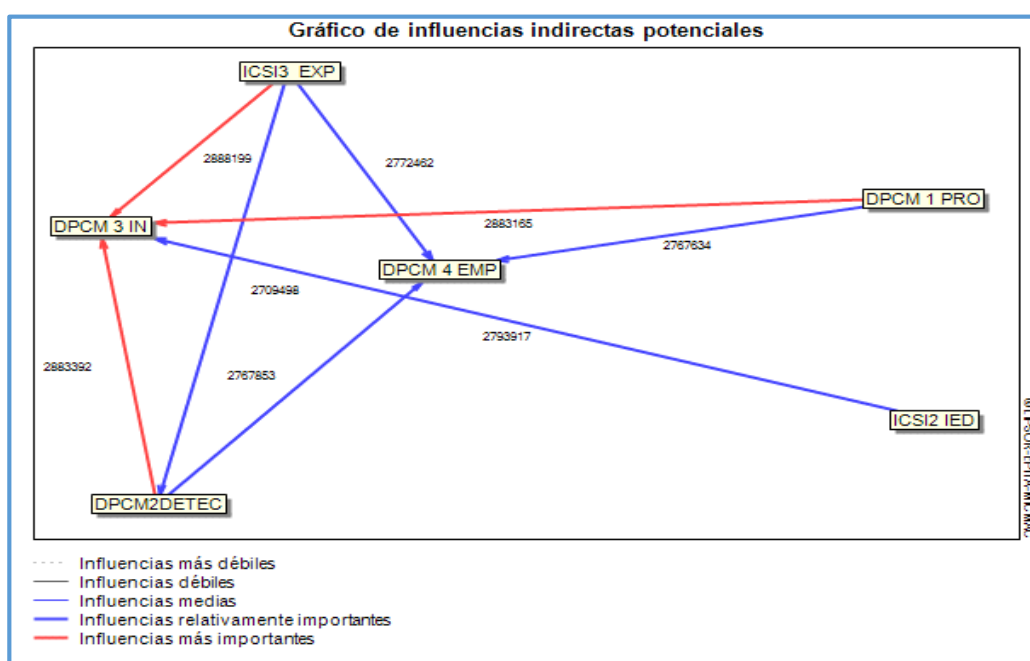 Gráfico de influencias indirectas potenciales
ICSI3 EXP
2888199
2772462
DPCM 1 PRO
DPCM 3 IN
2883165
2767634
DPCM 4 EMP
2709498
2793917
2883392
2767853
ICSI2 IED
DPCM2DETEC
Influencias más débiles
Influencias débiles
Influencias medias
Influencias relativamente importantes
Influencias más importantes